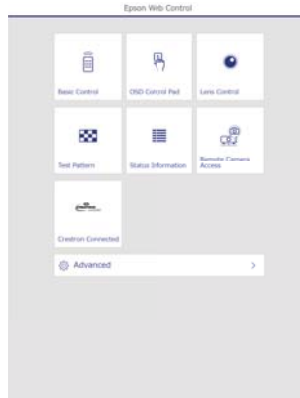 Epson Web Control
Basic Control
OSD Control Pad
Lens Control
Test Pattern
Status Information
Remote Camera
Access
Crestron Connected
Advanced